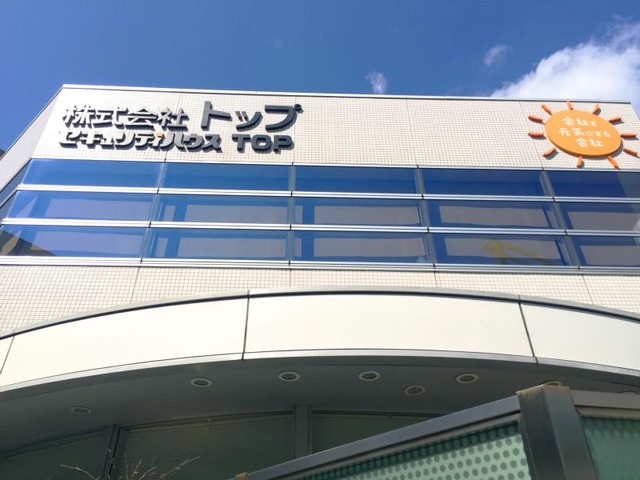 株式会社 トップ
セキュリティハウス TOP
会社を
元気にする
会社